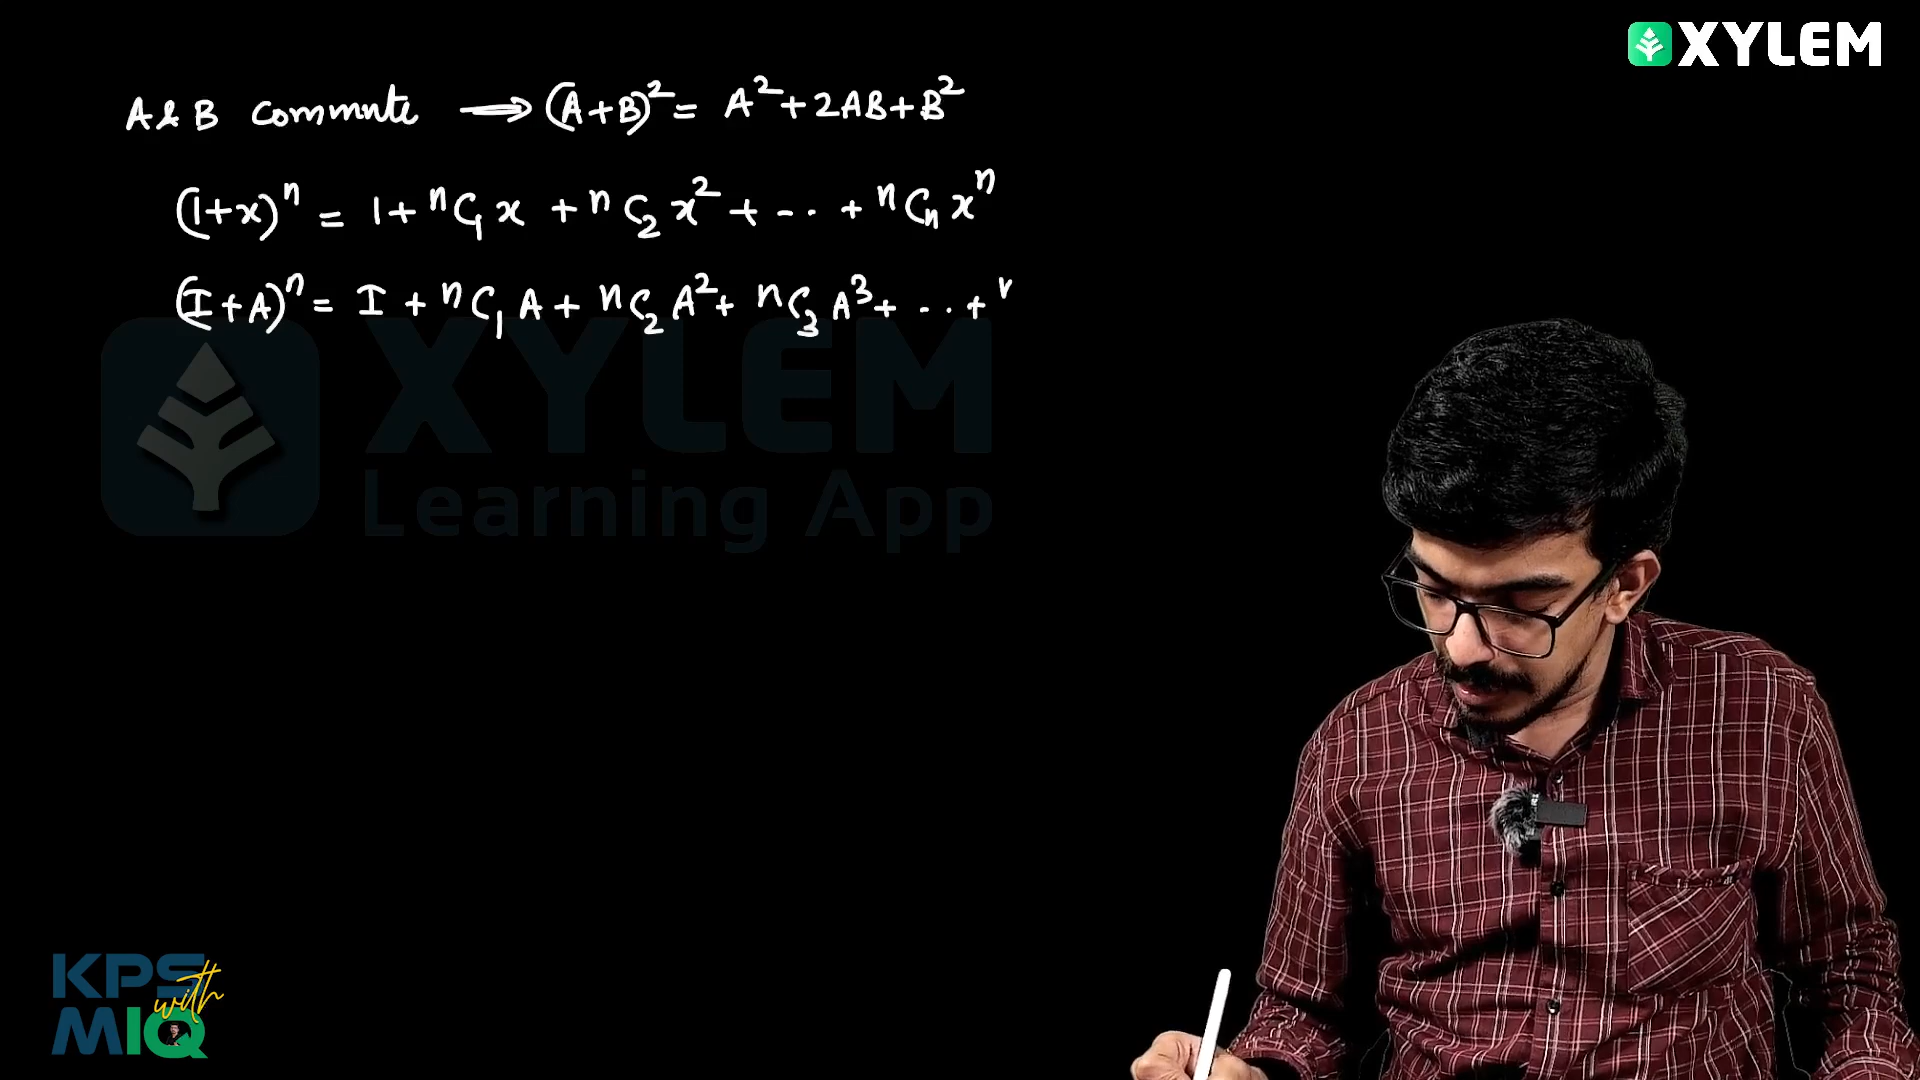 XYLEM
A & B commute ⟶ (A+B)² = A² + 2AB + B²
(1+x)ⁿ = 1 + ⁿC₁ x + ⁿC₂ x² + - .. + ⁿCₙ xⁿ
(I+A)ⁿ = I + ⁿC₁ A + ⁿC₂ A² + ⁿC₃ A³ + - .. +
XYLEM
Learning App
KPS
with
MIQ